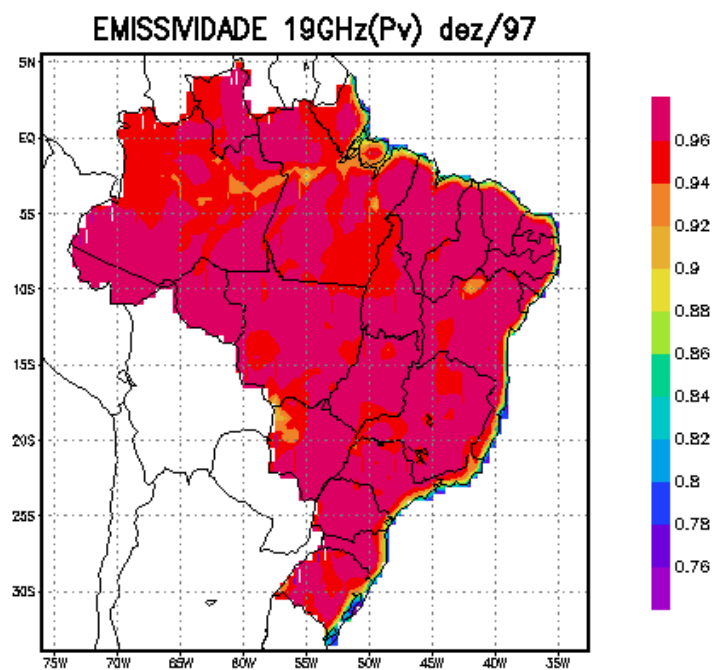 EMISSIVIDADE 19GHz(Pv) dez/97
5N
EQ
5S
10S
15S
20S
25S
30S
75W 70W 65W 60W 55W 50W 45W 40W 35W
0.96
0.94
0.92
0.9
0.88
0.86
0.84
0.82
0.8
0.78
0.76